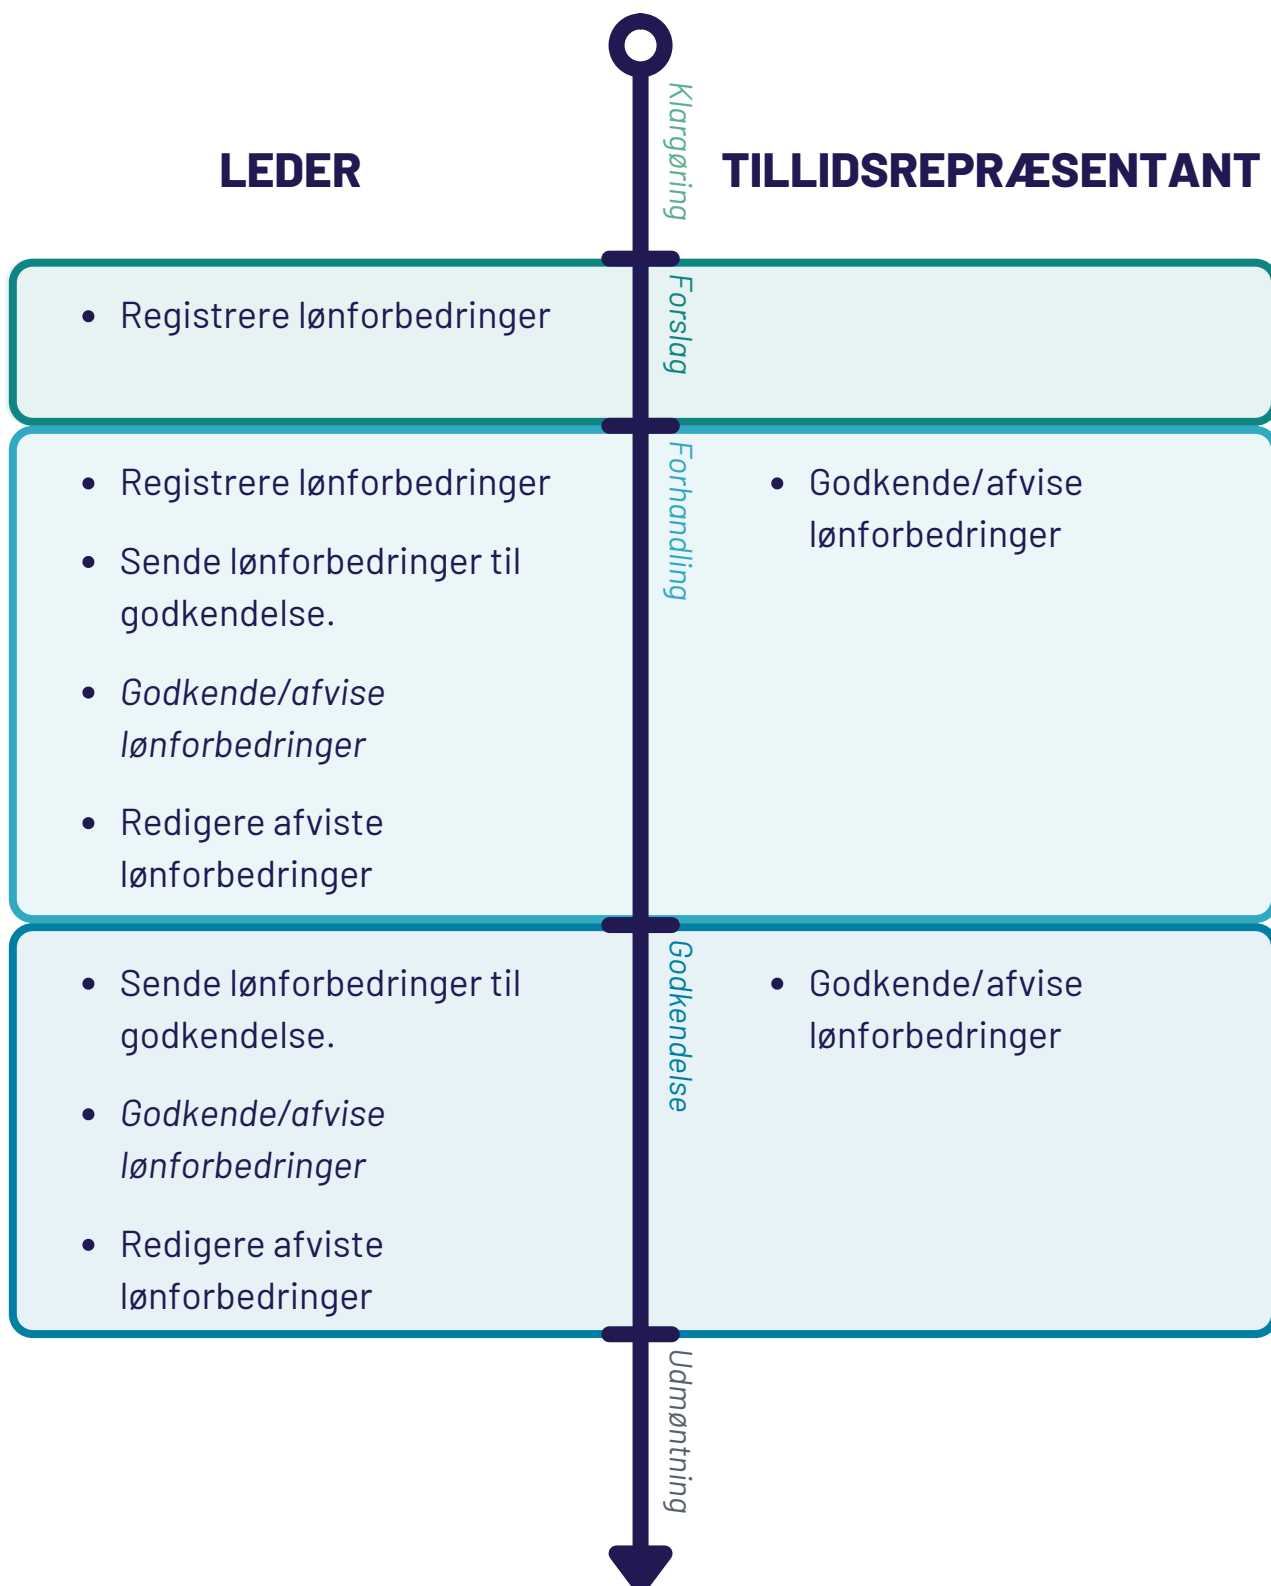 Klargøring
LEDER
TILLIDSREPRÆSENTANT
Forslag
Registrere lønforbedringer
Forhandling
Registrere lønforbedringer
Sende lønforbedringer til
godkendelse.
Godkende/afvise
lønforbedringer
Redigere afviste
lønforbedringer
Godkende/afvise
lønforbedringer
Godkendelse
Sende lønforbedringer til
godkendelse.
Godkende/afvise
lønforbedringer
Redigere afviste
lønforbedringer
Godkende/afvise
lønforbedringer
Udmøntning